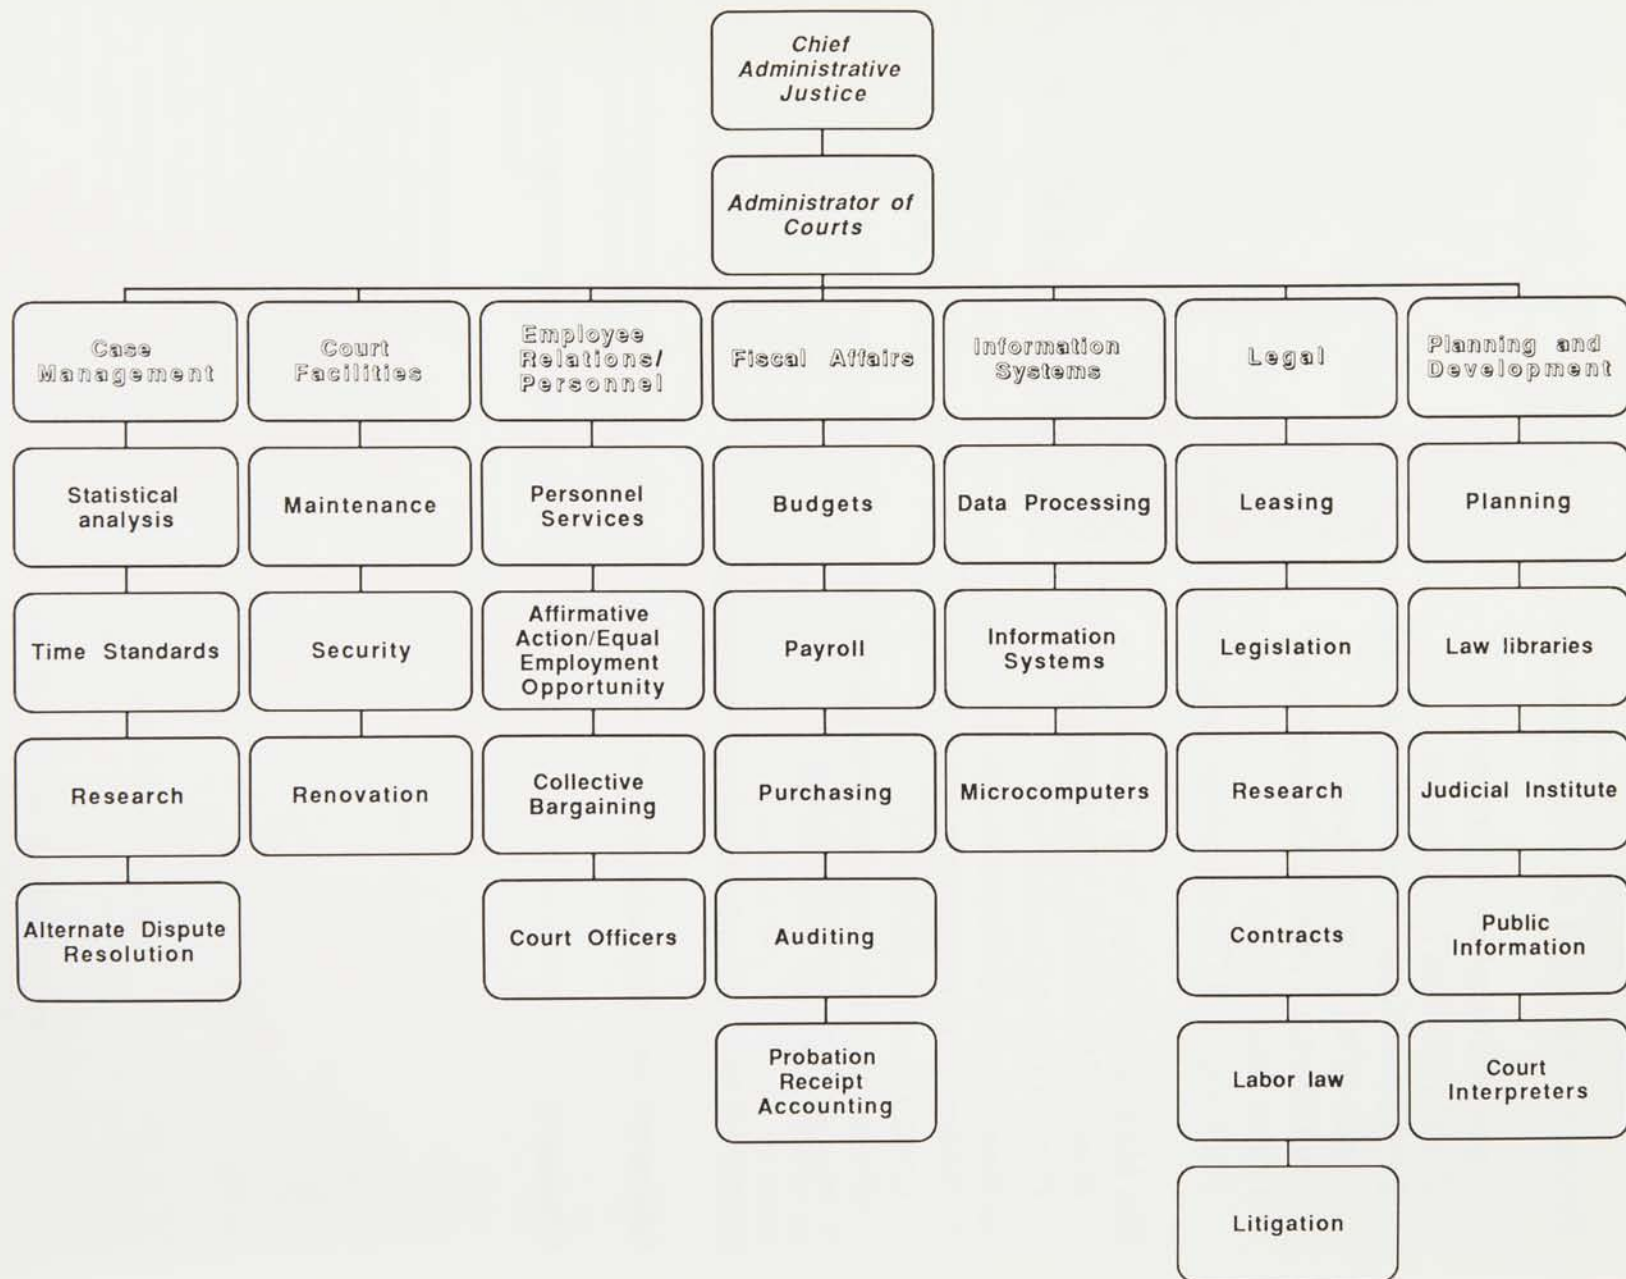 Chief
Administrative
Justice
Administrator of
Courts
Case
Management
Court
Facilities
Employee
Relations/
Personnel
Fiscal Affairs
Information
Systems
Legal
Planning and
Development
Statistical
analysis
Maintenance
Personnel
Services
Budgets
Data Processing
Leasing
Planning
Time Standards
Security
Affirmative
Action/Equal
Employment
Opportunity
Payroll
Information
Systems
Legislation
Law libraries
Research
Renovation
Collective
Bargaining
Purchasing
Microcomputers
Research
Judicial Institute
Alternate Dispute
Resolution
Court Officers
Auditing
Contracts
Public
Information
Probation
Receipt
Accounting
Labor law
Court
Interpreters
Litigation